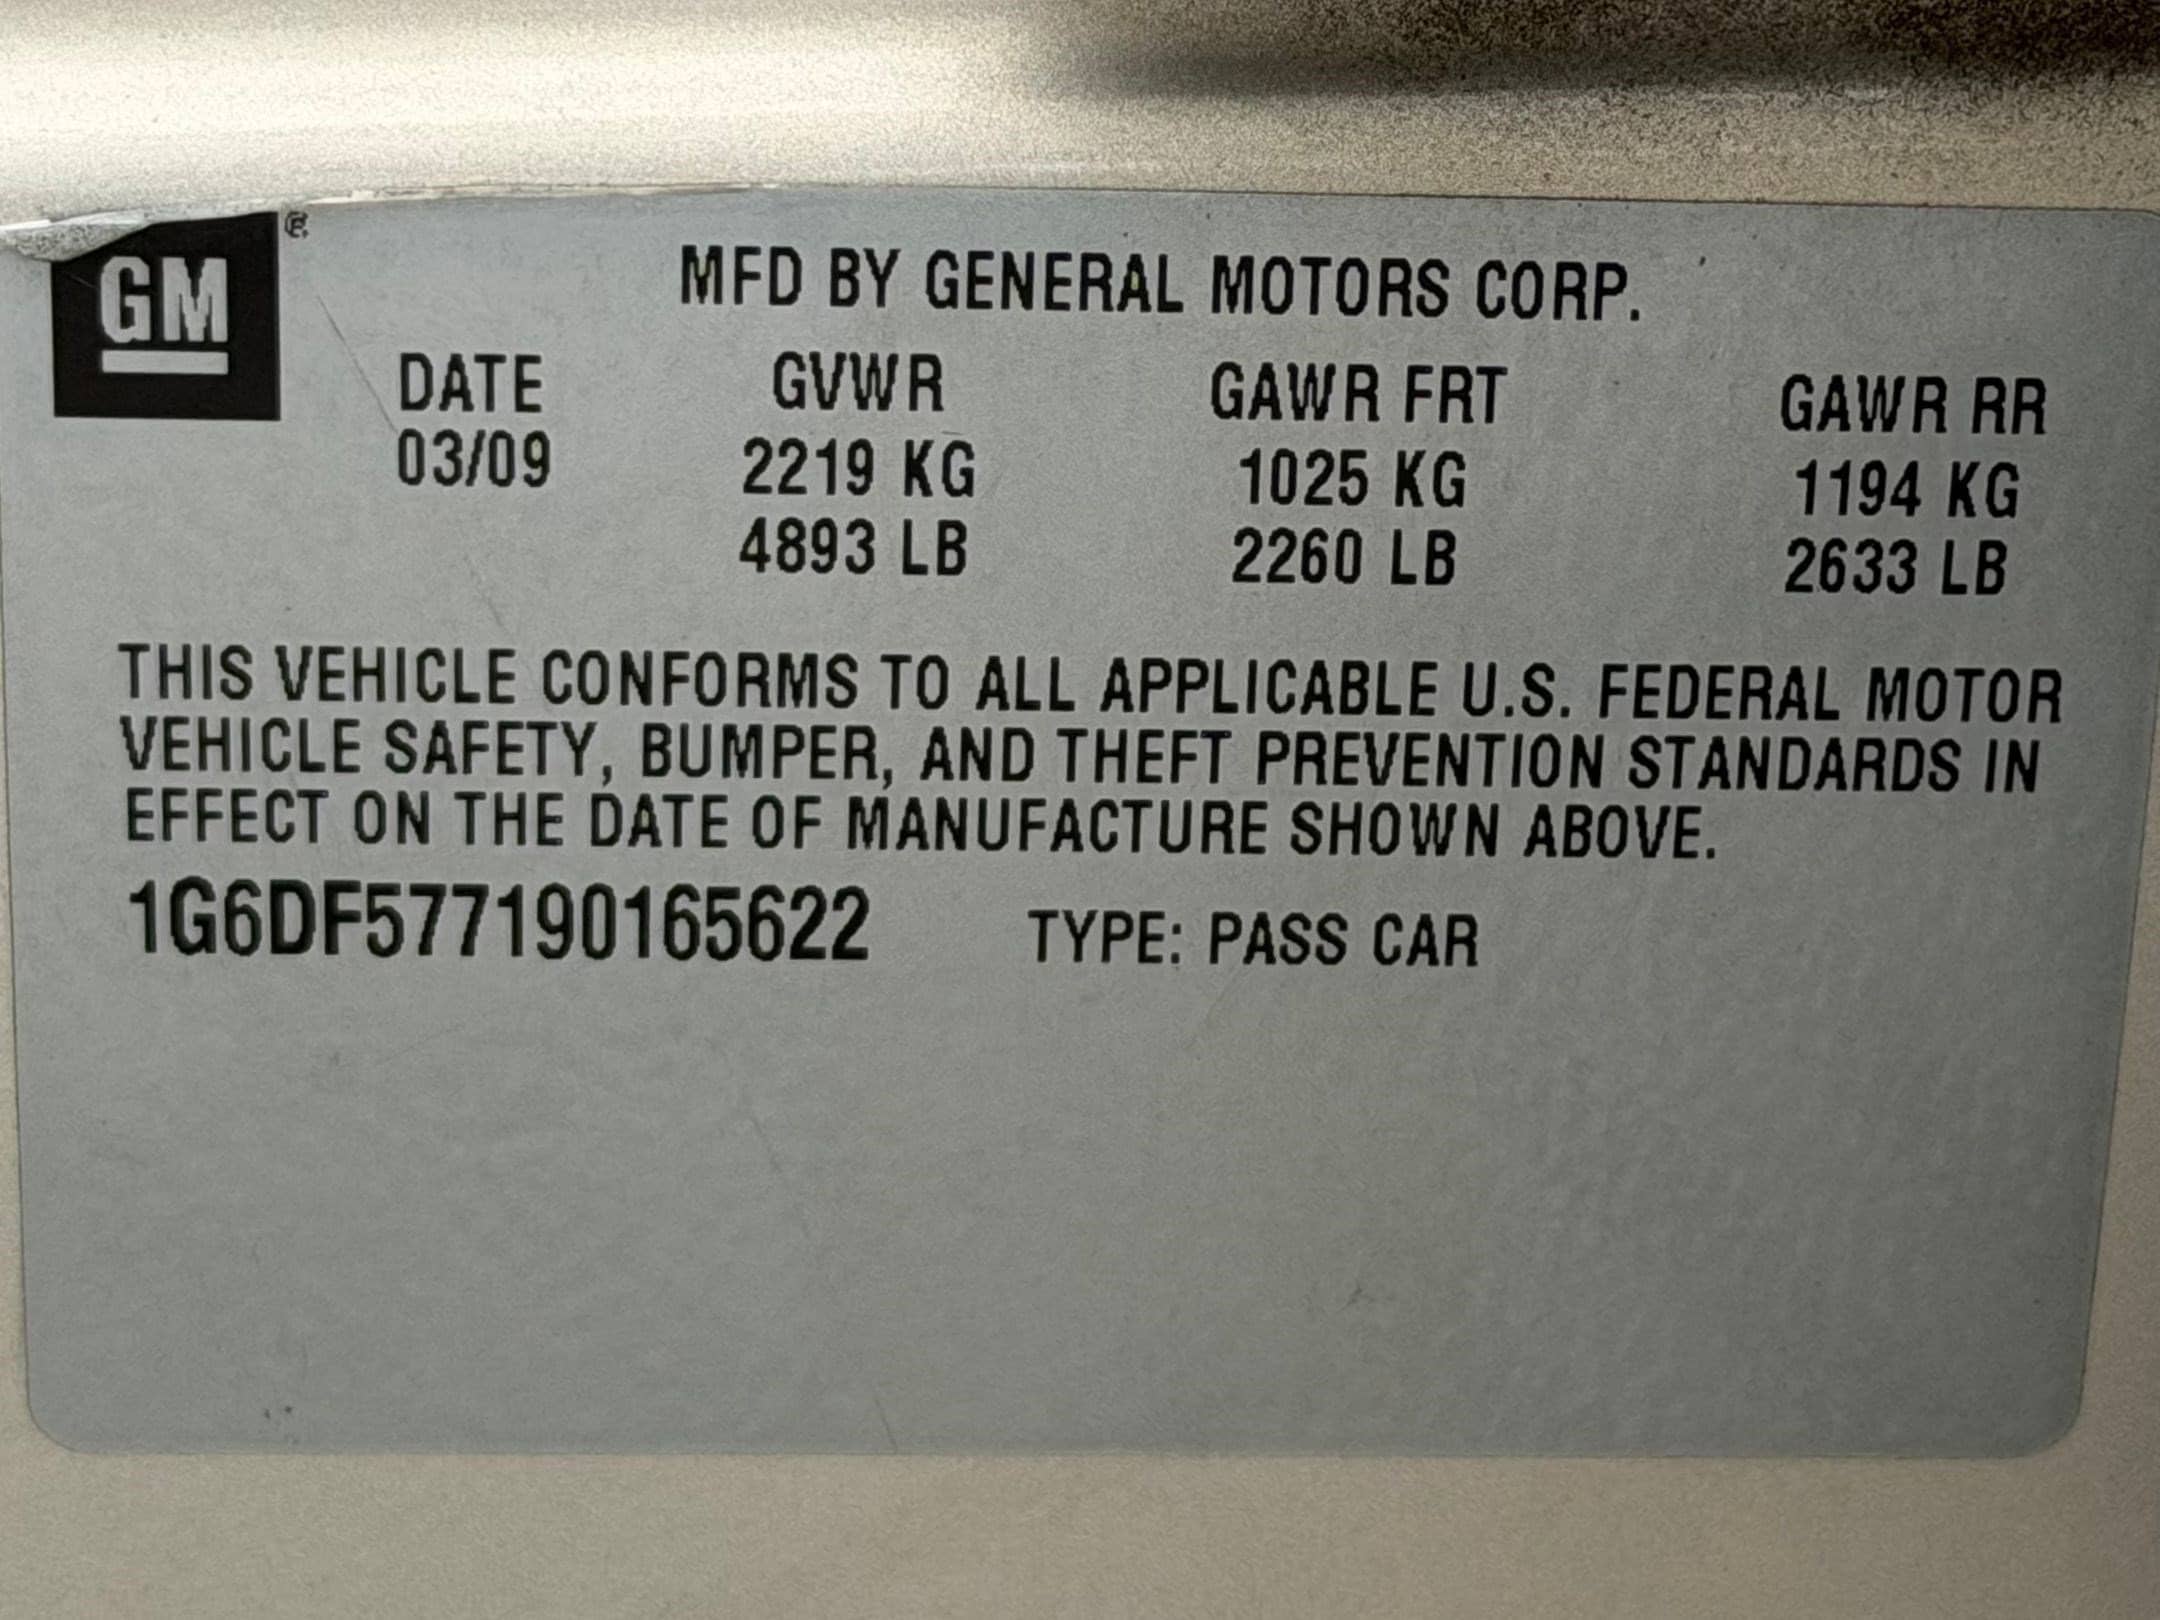 GM ®
MFD BY GENERAL MOTORS CORP.
DATE GVWR GAWR FRT GAWR RR
03/09 2219 KG 1025 KG 1194 KG
4893 LB 2260 LB 2633 LB
THIS VEHICLE CONFORMS TO ALL APPLICABLE U.S. FEDERAL MOTOR
VEHICLE SAFETY, BUMPER, AND THEFT PREVENTION STANDARDS IN
EFFECT ON THE DATE OF MANUFACTURE SHOWN ABOVE.
1G6DF577190165622 TYPE: PASS CAR